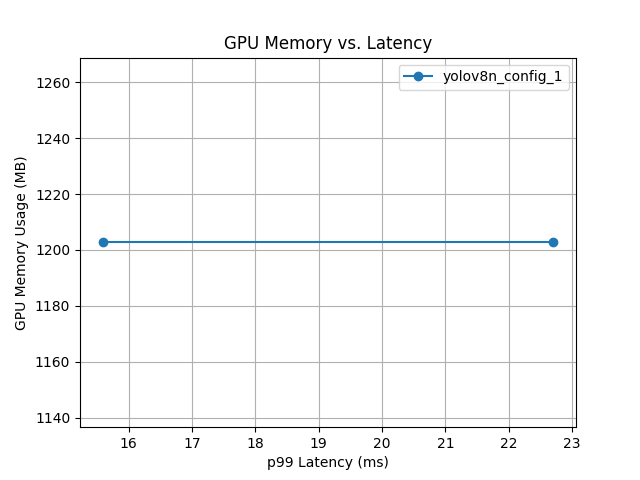 GPU Memory vs. Latency
yolov8n_config_1
GPU Memory Usage (MB)
1260
1240
1220
1200
1180
1160
1140
16 17 18 19 20 21 22 23
p99 Latency (ms)